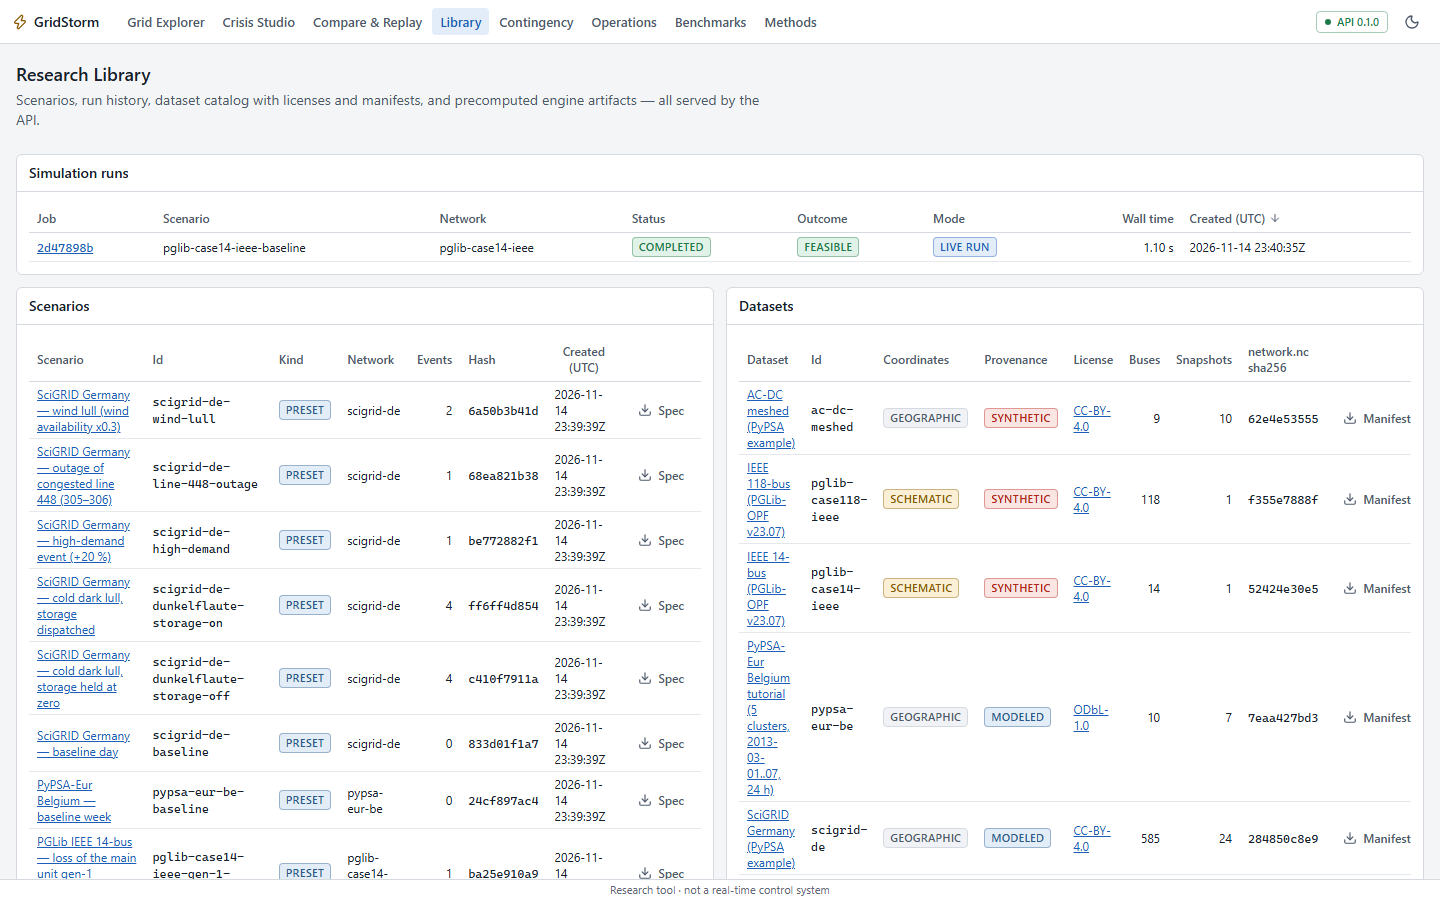 GridStorm
Grid Explorer
Crisis Studio
Compare & Replay
Library
Contingency
Operations
Benchmarks
Methods
API 0.1.0
Research Library
Scenarios, run history, dataset catalog with licenses and manifests, and precomputed engine artifacts — all served by the
API.
Simulation runs
Job Scenario Network Status Outcome Mode Wall time Created (UTC) ↓
2d47898b pglib-case14-ieee-baseline pglib-case14-ieee COMPLETED FEASIBLE LIVE RUN 1.10 s 2026-11-14 23:40:35Z
Scenarios
Scenario Id Kind Network Events Hash Created
(UTC)
SciGRID Germany
— wind lull (wind
availability x0.3)
scigrid-de-
wind-lull
PRESET scigrid-de 2 6a50b3b41d
2026-11-
14
23:39:39Z
Spec
SciGRID Germany
— outage of
congested line
448 (305–306)
scigrid-de-
line-448-outage
PRESET scigrid-de 1 68ea821b38
2026-11-
14
23:39:39Z
Spec
SciGRID Germany
— high-demand
event (+20 %)
scigrid-de-
high-demand
PRESET scigrid-de 1 be772882f1
2026-11-
14
23:39:39Z
Spec
SciGRID Germany
— cold dark lull,
storage
dispatched
scigrid-de-
dunkelflaute-
storage-on
PRESET scigrid-de 4 ff6ff4d854
2026-11-
14
23:39:39Z
Spec
SciGRID Germany
— cold dark lull,
storage held at
zero
scigrid-de-
dunkelflaute-
storage-off
PRESET scigrid-de 4 c410f7911a
2026-11-
14
23:39:39Z
Spec
SciGRID Germany
— baseline day
scigrid-de-
baseline
PRESET scigrid-de 0 833d01f1a7
2026-11-
14
23:39:39Z
Spec
PyPSA-Eur
Belgium —
baseline week
pypsa-eur-be-
baseline
PRESET
pypsa-
eur-be
0 24cf897ac4
2026-11-
14
23:39:39Z
Spec
PGLib IEEE 14-bus
— loss of the main
unit gen-1
pglib-case14-
ieee-gen-1-
PRESET
pglib-
case14-
1 ba25e910a9
2026-11-
14
Spec
Datasets
Dataset Id Coordinates Provenance License Buses Snapshots network.nc
sha256
AC-DC
meshed
(PyPSA
example)
ac-dc-
meshed
GEOGRAPHIC SYNTHETIC
CC-BY-
4.0
9 10 62e4e53555 Manifest
IEEE
118-bus
(PGLib-
OPF
v23.07)
pglib-
case118-
ieee
SCHEMATIC SYNTHETIC
CC-BY-
4.0
118 1 f355e7888f Manifest
IEEE 14-
bus
(PGLib-
OPF
v23.07)
pglib-
case14-
ieee
SCHEMATIC SYNTHETIC
CC-BY-
4.0
14 1 52424e30e5 Manifest
PyPSA-
Eur
Belgium
tutorial
(5
clusters,
2013-
03-
01..07,
24 h)
pypsa-
eur-be
GEOGRAPHIC MODELED
ODbL-
1.0
10 7 7eaa427bd3 Manifest
SciGRID
Germany
(PyPSA
example)
scigrid-
de
GEOGRAPHIC MODELED
CC-BY-
4.0
585 24 284850c8e9 Manifest
Research tool · not a real-time control system